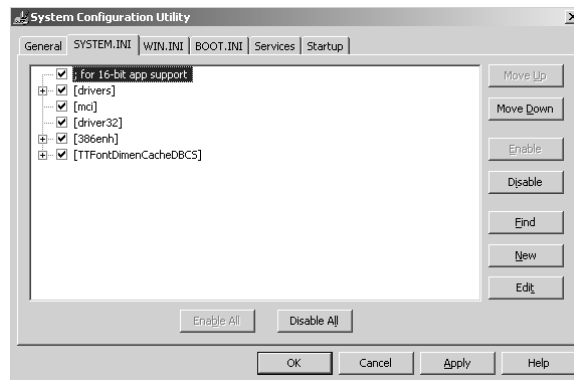 System Configuration Utility
General SYSTEM.INI WIN.INI BOOT.INI Services Startup
; for 16-bit app support
[drivers]
[mci]
[driver32]
[386enh]
[TTFontDimenCacheDBCS]
Move Up
Move Down
Enable
Disable
Find
New
Edit
Enable All Disable All
OK Cancel Apply Help